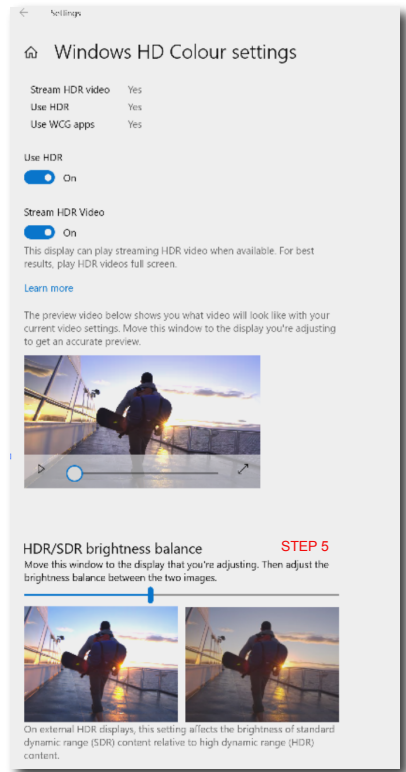 Settings
Windows HD Colour settings
Stream HDR video Yes
Use HDR Yes
Use WCG apps Yes
Use HDR
On
Stream HDR Video
On
This display can play streaming HDR video when available. For best
results, play HDR videos full screen.
Learn more
The preview video below shows you what video will look like with your
current video settings. Move this window to the display you're adjusting
to get an accurate preview.
HDR/SDR brightness balance STEP 5
Move this window to the display that you're adjusting. Then adjust the
brightness balance between the two images.
On external HDR displays, this setting affects the brightness of standard
dynamic range (SDR) content relative to high dynamic range (HDR)
content.